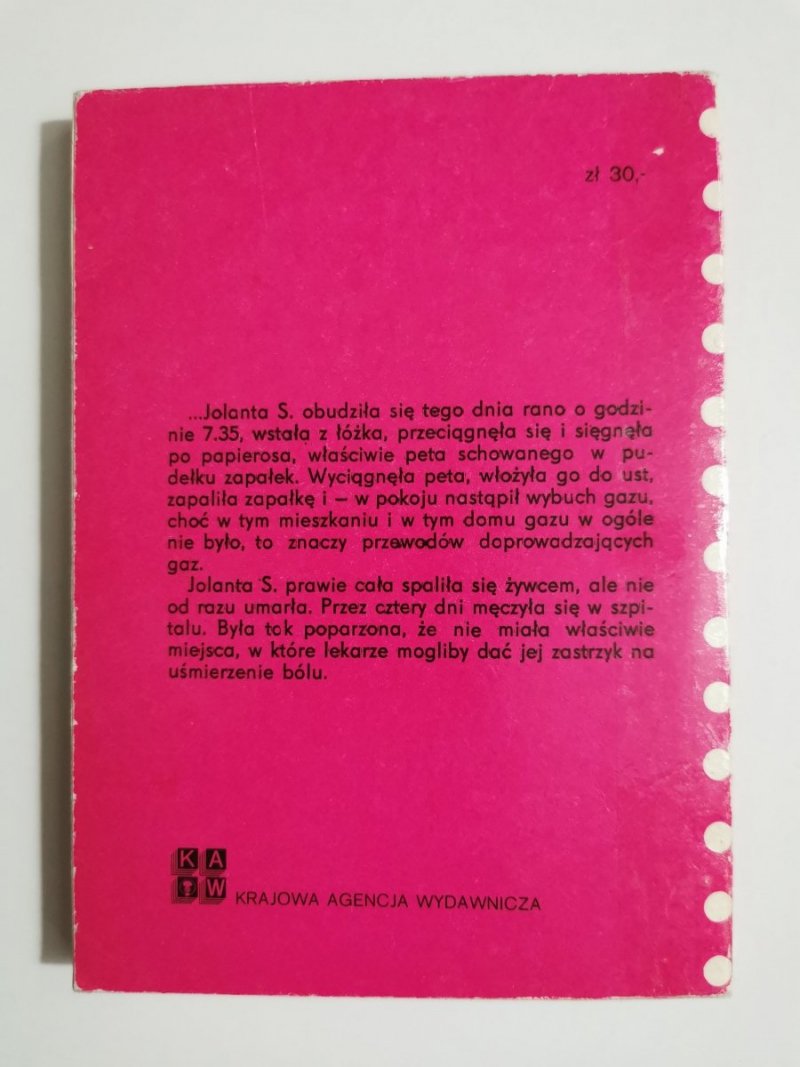 zł 30,-
...Jolanta S. obudziła się tego dnia rano o godzi-
nie 7.35, wstała z łóżka, przeciągnęła się i sięgnęła
po papierosa, właściwie peta schowanego w pu-
dełku zapałek. Wyciągnęła peta, włożyła go do ust,
zapaliła zapałkę i – w pokoju nastąpił wybuch gazu,
choć w tym mieszkaniu i w tym domu gazu w ogóle
nie było, to znaczy przewodów doprowadzających
gaz.
Jolanta S. prawie cała spaliła się żywcem, ale nie
od razu umarła. Przez cztery dni męczyła się w szpi-
talu. Była tak poparzona, że nie miała właściwie
miejsca, w które lekarze mogliby dać jej zastrzyk na
uśmierzenie bólu.
K A
W
KRAJOWA AGENCJA WYDAWNICZA